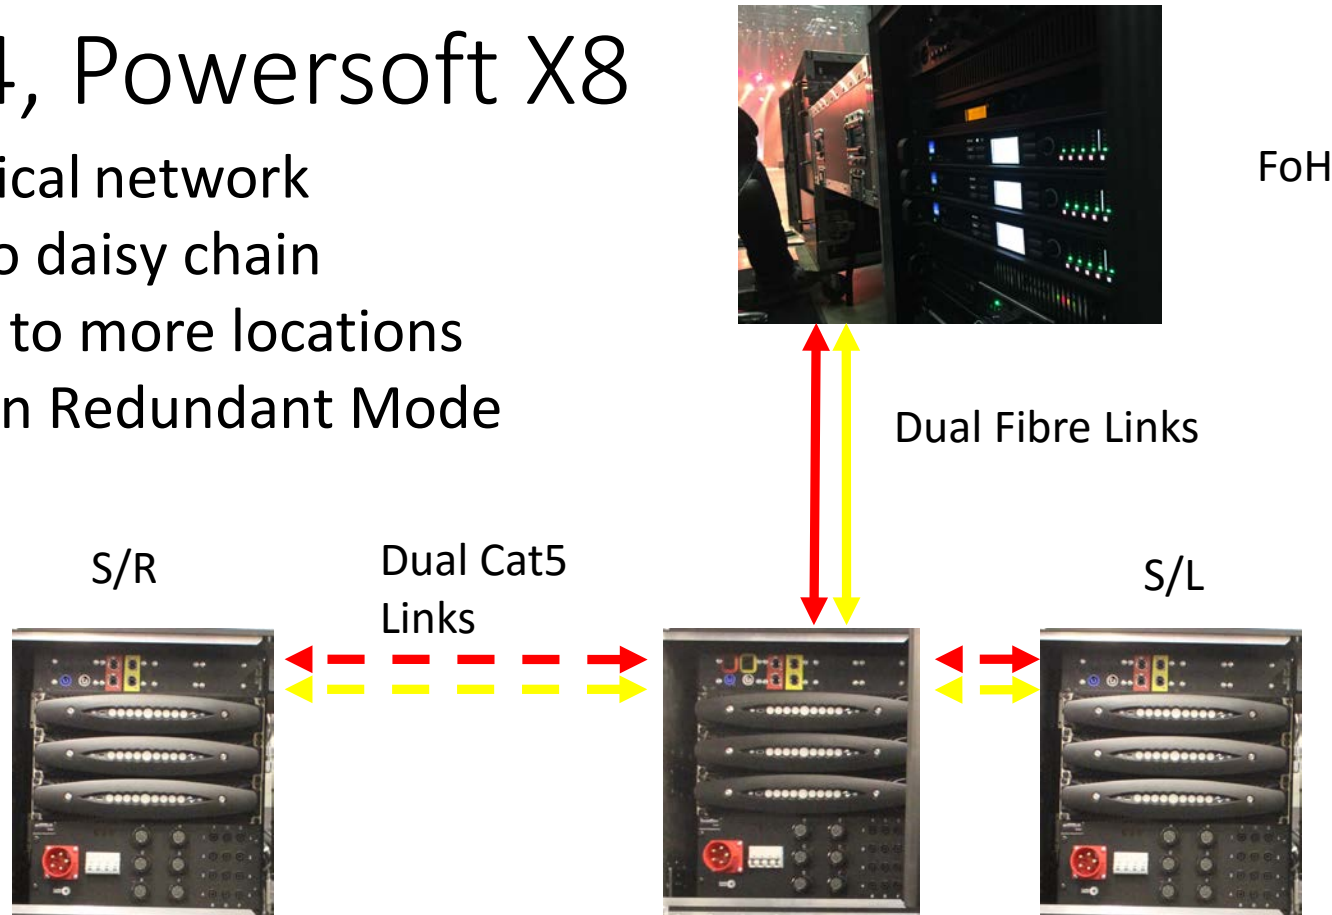 4, Powersoft X8
ical network
o daisy chain
to more locations
n Redundant Mode
FoH
Dual Fibre Links
S/R
Dual Cat5
Links
S/L